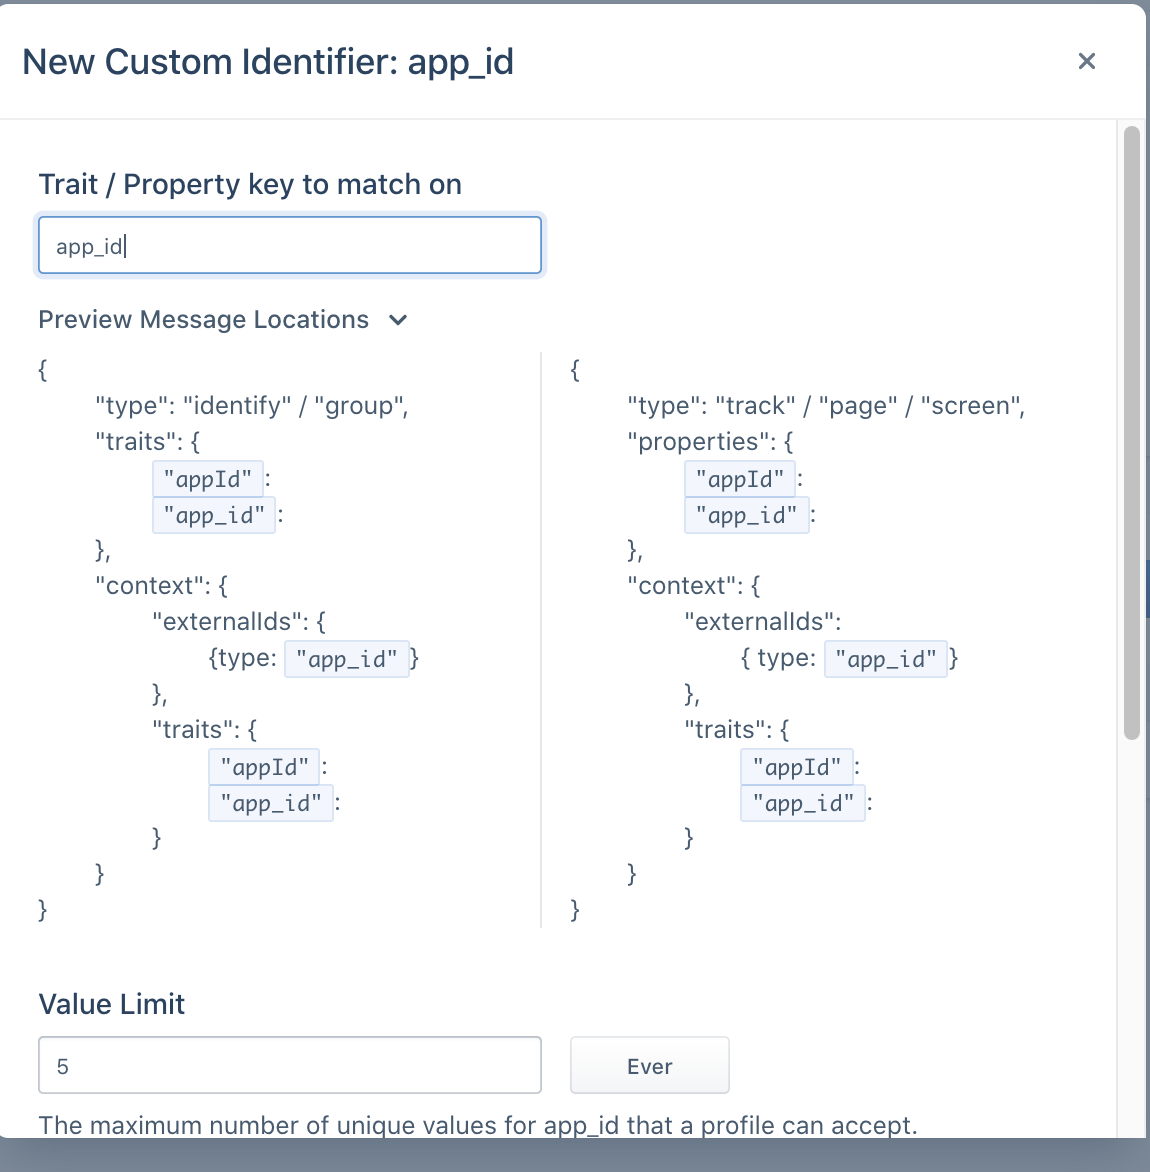 New Custom Identifier: app_id
Trait / Property key to match on
app_id
Preview Message Locations
{
"type": "identify" / "group",
"traits": {
"appId" :
"app_id" :
},
"context": {
"externalIds": {
{type: "app_id" }
},
"traits": {
"appId" :
"app_id" :
}
}
}
{
"type": "track" / "page" / "screen",
"properties": {
"appId" :
"app_id" :
},
"context": {
"externalIds":
{ type: "app_id" }
},
"traits": {
"appId" :
"app_id" :
}
}
}
Value Limit
5
Ever
The maximum number of unique values for app_id that a profile can accept.